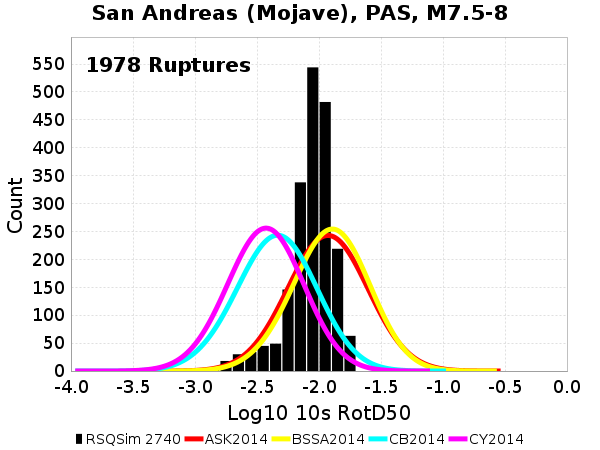 San Andreas (Mojave), PAS, M7.5-8
1978 Ruptures
Count
550
500
450
400
350
300
250
200
150
100
50
0
-4.0 -3.5 -3.0 -2.5 -2.0 -1.5 -1.0 -0.5 0.0
Log10 10s RotD50
RSQSim 2740 ASK2014 BSSA2014 CB2014 CY2014